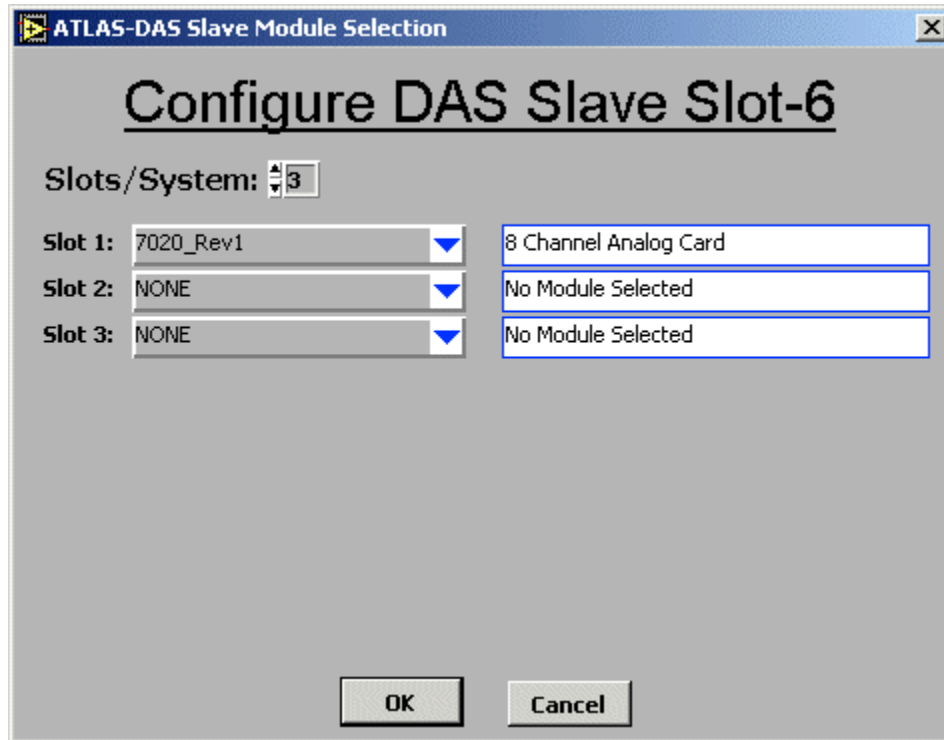 ATLAS-DAS Slave Module Selection
Configure DAS Slave Slot-6
Slots/System: 3
Slot 1: 7020_Rev1 8 Channel Analog Card
Slot 2: NONE No Module Selected
Slot 3: NONE No Module Selected
OK Cancel